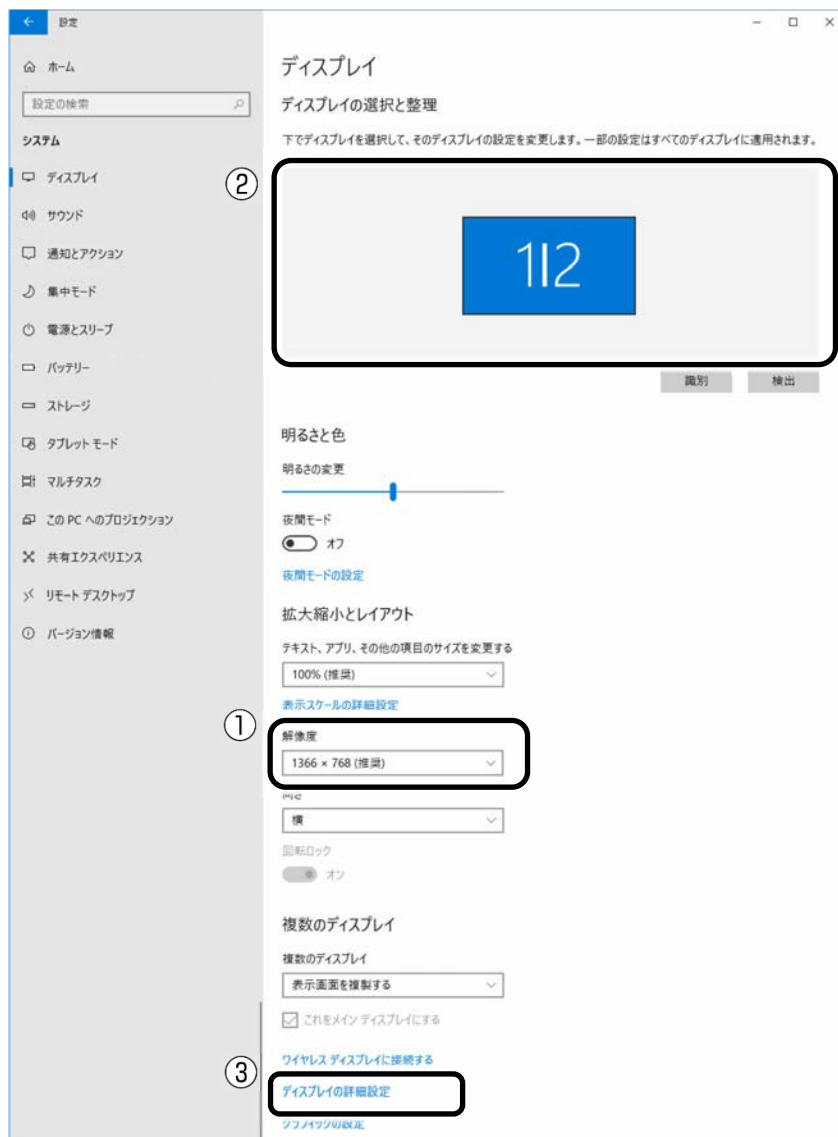 設定
ホーム
設定の検索
システム
ディスプレイ
サウンド
通知とアクション
集中モード
電源とスリープ
バッテリー
ストレージ
タブレット モード
マルチタスク
この PC へのプロジェクション
共有エクスペリエンス
リモート デスクトップ
バージョン情報
ディスプレイ
ディスプレイの選択と整理
下でディスプレイを選択して、そのディスプレイの設定を変更します。一部の設定はすべてのディスプレイに適用されます。
②
1|2
識別 検出
明るさと色
明るさの変更
夜間モード
オフ
夜間モードの設定
拡大縮小とレイアウト
テキスト、アプリ、その他の項目のサイズを変更する
100% (推奨)
表示スケールの詳細設定
①
解像度
1366 × 768 (推奨)
向き
横
回転ロック
オン
複数のディスプレイ
複数のディスプレイ
表示画面を複製する
これをメイン ディスプレイにする
ワイヤレス ディスプレイに接続する
③
ディスプレイの詳細設定
グラフィックの設定